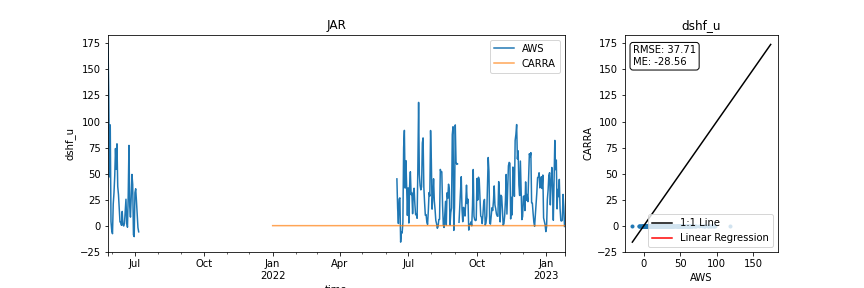 JAR
dshf_u
175
150
125
100
75
50
25
0
−25
Jul
Oct
Jan
2022
Apr
Jul
Oct
Jan
2023
AWS
CARRA
dshf_u
CARRA
175
150
125
100
75
50
25
0
−25
RMSE: 37.71
ME: -28.56
1:1 Line
Linear Regression
0
50
100
150
AWS